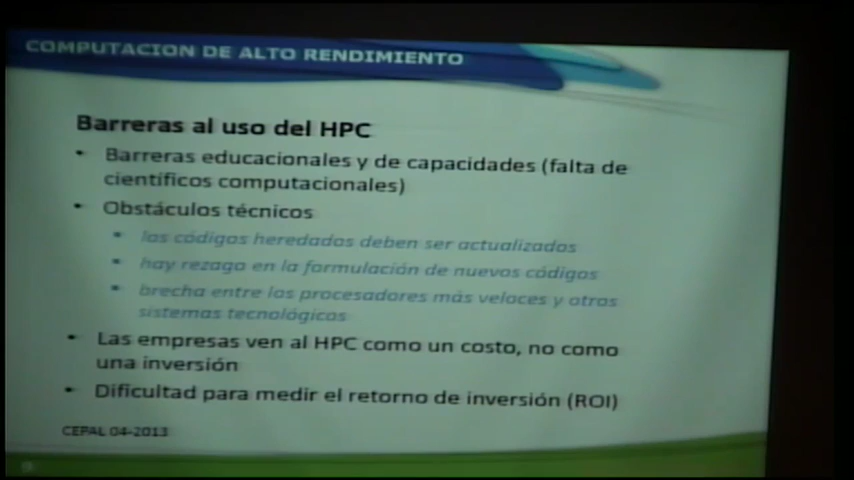 COMPUTACION DE ALTO RENDIMIENTO
Barreras al uso del HPC
• Barreras educacionales y de capacidades (falta de
científicos computacionales)
• Obstáculos técnicos
▪ los códigos heredados deben ser actualizados
▪ hay rezago en la formulación de nuevos códigos
▪ brecha entre los procesadores más veloces y otros
sistemas tecnológicos
• Las empresas ven al HPC como un costo, no como
una inversión
• Dificultad para medir el retorno de inversión (ROI)
CEPAL 04-2013